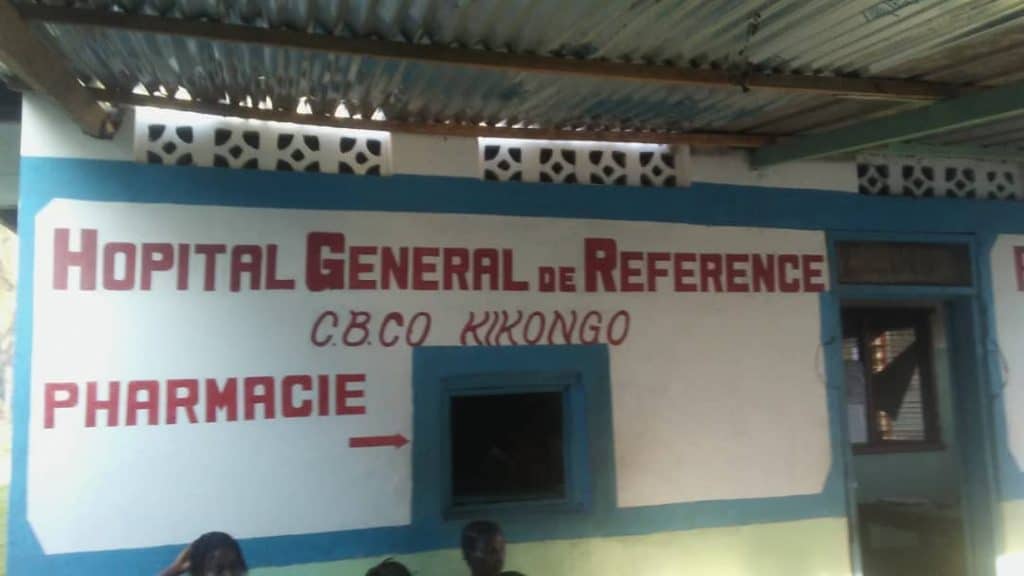 HOPITAL GENERAL DE REFERENCE
C.B.CO KIKONGO
PHARMACIE